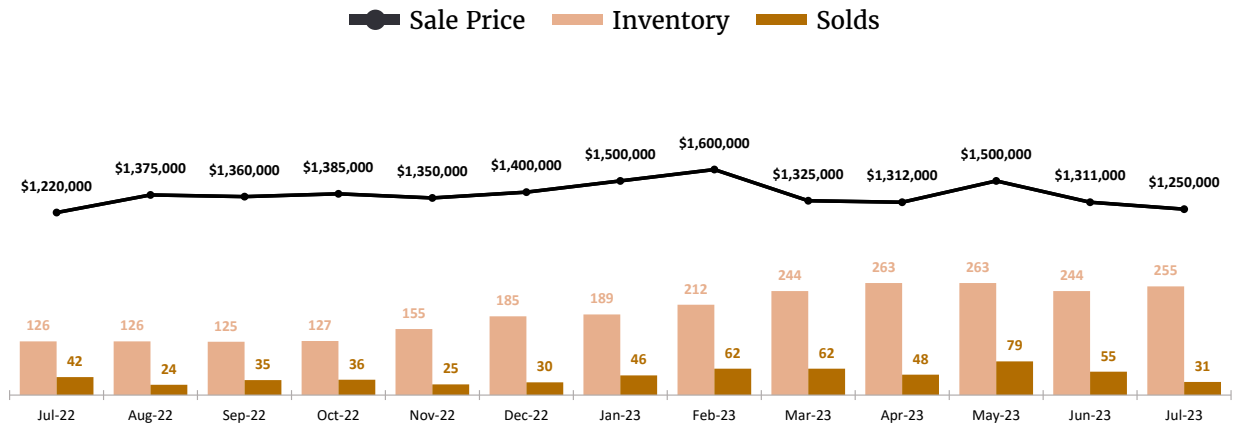 Sale Price Inventory Solds
$1,220,000 $1,375,000 $1,360,000 $1,385,000 $1,350,000 $1,400,000 $1,500,000 $1,600,000 $1,325,000 $1,312,000 $1,500,000 $1,311,000 $1,250,000
126 126 125 127 155 185 189 212 244 263 263 244 255
42 24 35 36 25 30 46 62 62 48 79 55 31
Jul-22 Aug-22 Sep-22 Oct-22 Nov-22 Dec-22 Jan-23 Feb-23 Mar-23 Apr-23 May-23 Jun-23 Jul-23